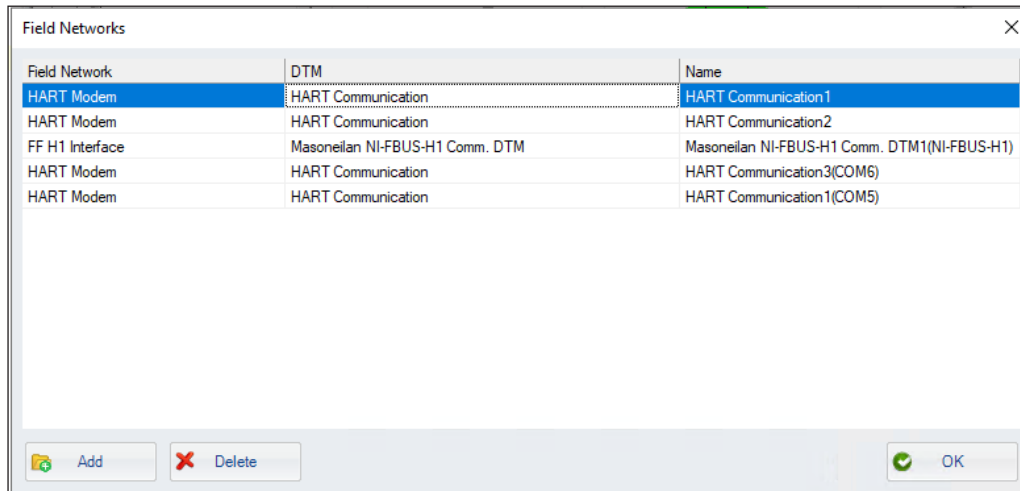 Field Networks
Field Network DTM Name
HART Modem HART Communication HART Communication1
HART Modem HART Communication HART Communication2
FF H1 Interface Masoneilan NI-FBUS-H1 Comm. DTM Masoneilan NI-FBUS-H1 Comm. DTM1(NI-FBUS-H1)
HART Modem HART Communication HART Communication3(COM6)
HART Modem HART Communication HART Communication1(COM5)
Add Delete OK